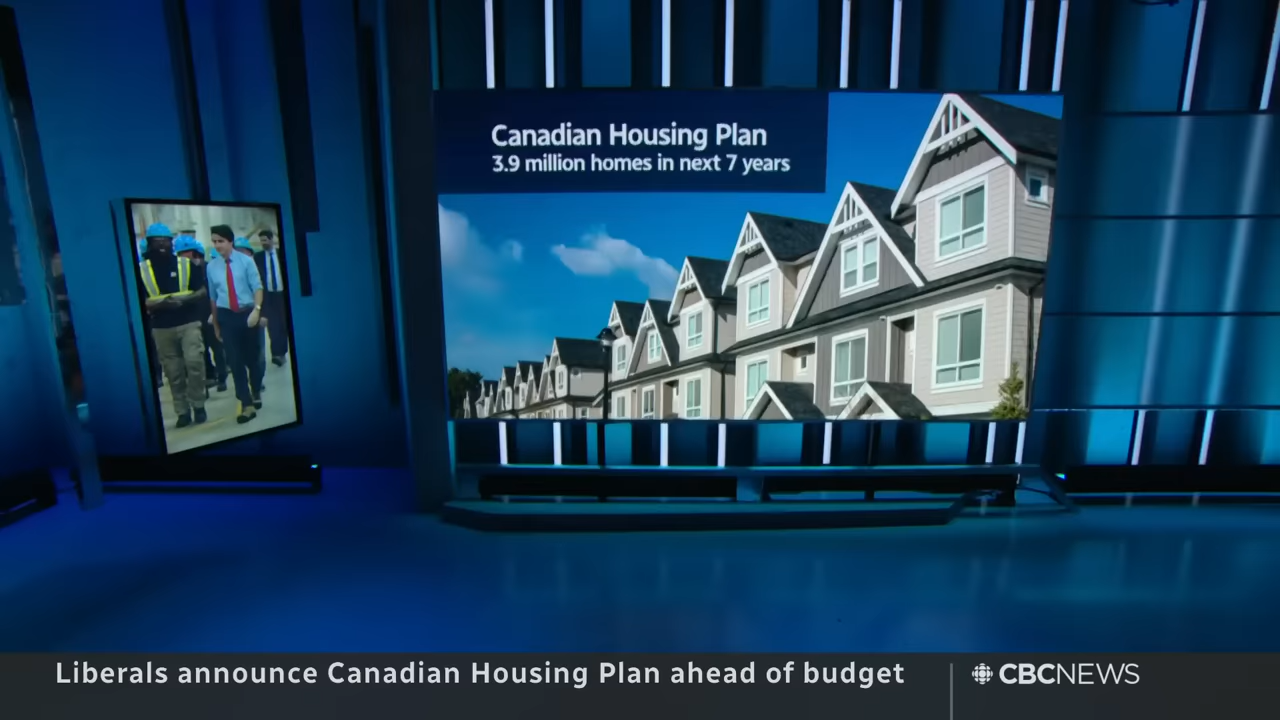 Canadian Housing Plan
3.9 million homes in next 7 years
Liberals announce Canadian Housing Plan ahead of budget
CBCNEWS